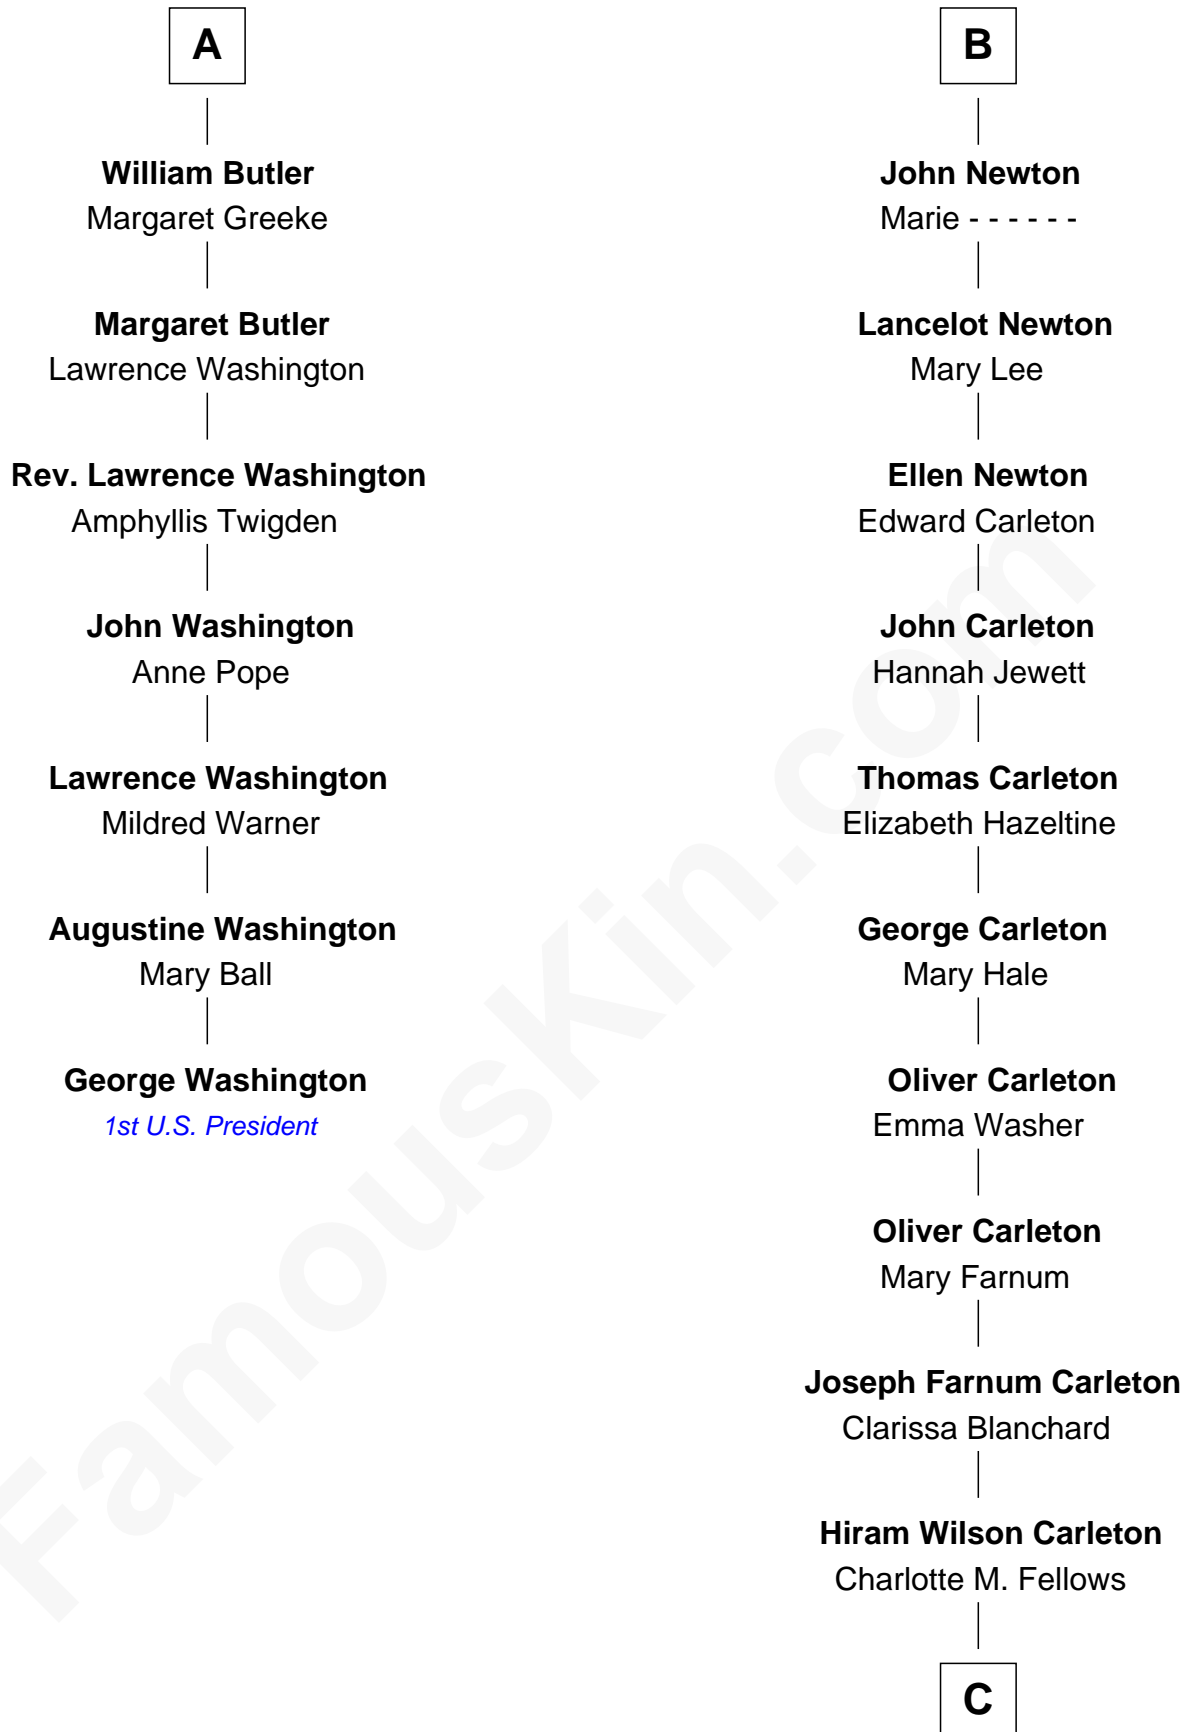 A
William Butler
Margaret Greeke
Margaret Butler
Lawrence Washington
Rev. Lawrence Washington
Amphyllis Twigden
John Washington
Anne Pope
Lawrence Washington
Mildred Warner
Augustine Washington
Mary Ball
George Washington
1st U.S. President
B
John Newton
Marie - - - - - -
Lancelot Newton
Mary Lee
Ellen Newton
Edward Carleton
John Carleton
Hannah Jewett
Thomas Carleton
Elizabeth Hazeltine
George Carleton
Mary Hale
Oliver Carleton
Emma Washer
Oliver Carleton
Mary Farnum
Joseph Farnum Carleton
Clarissa Blanchard
Hiram Wilson Carleton
Charlotte M. Fellows
C
FamousKin.com